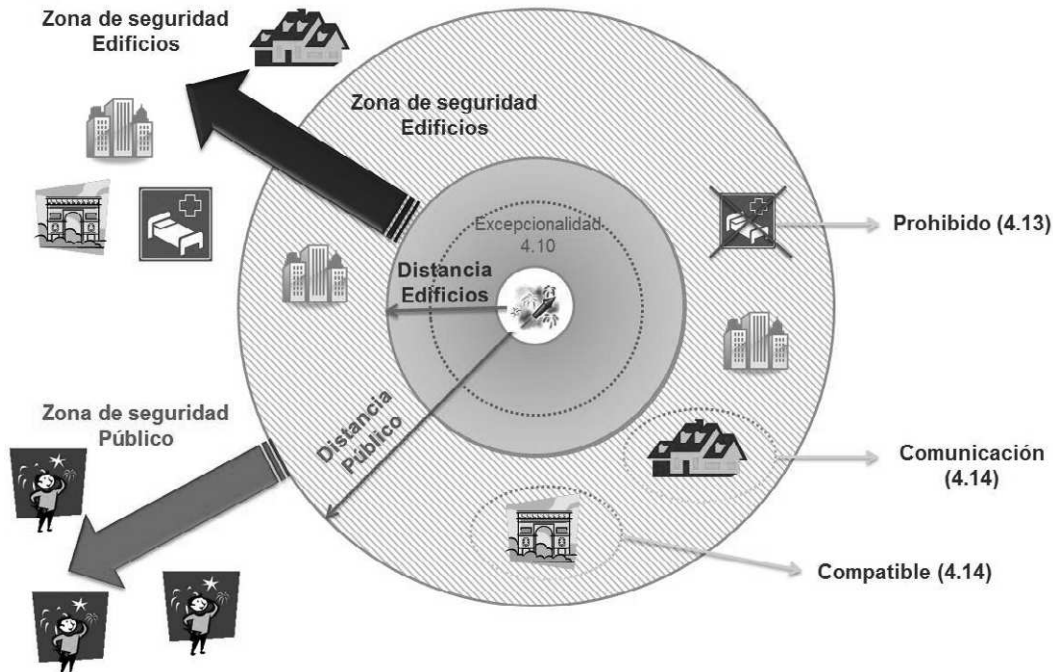 Zona de seguridad
Edificios
Zona de seguridad
Edificios
Excepcionalidad
4.10
Prohibido (4.13)
Distancia
Edificios
Distancia
Público
Zona de seguridad
Público
Comunicación
(4.14)
Compatible (4.14)